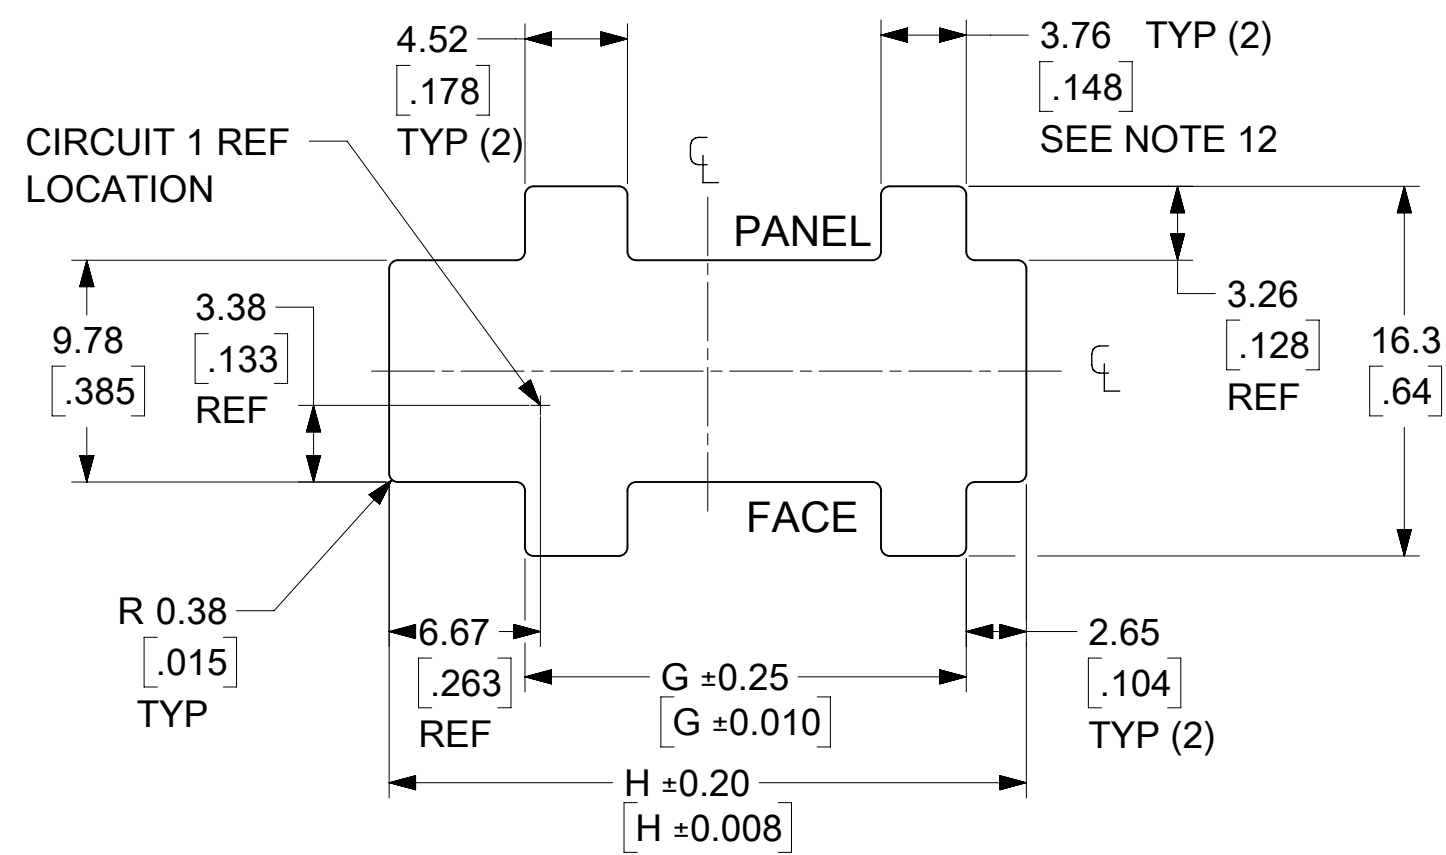 4.52
[.178]
TYP (2)
3.76 TYP (2)
[.148]
SEE NOTE 12
CIRCUIT 1 REF
LOCATION
℄
PANEL
9.78
[.385]
3.38
[.133]
REF
3.26
[.128]
REF
16.3
[.64]
℄
FACE
R 0.38
[.015]
TYP
6.67
[.263]
REF
G ±0.25
[G ±0.010]
2.65
[.104]
TYP (2)
H ±0.20
[H ±0.008]